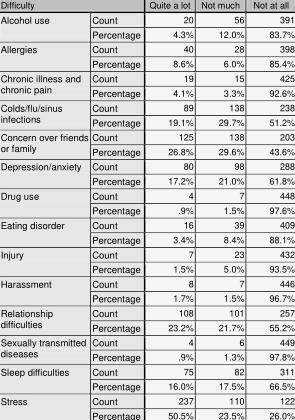 Difficulty Quite a lot Not much Not at all
Alcohol use Count 20 56 391
Percentage 4.3% 12.0% 83.7%
Allergies Count 40 28 398
Percentage 8.6% 6.0% 85.4%
Chronic illness and Count 19 15 425
chronic pain Percentage 4.1% 3.3% 92.6%
Colds/flu/sinus Count 89 138 238
infections Percentage 19.1% 29.7% 51.2%
Concern over friends Count 125 138 203
or family Percentage 26.8% 29.6% 43.6%
Depression/anxiety Count 80 98 288
Percentage 17.2% 21.0% 61.8%
Drug use Count 4 7 448
Percentage .9% 1.5% 97.6%
Eating disorder Count 16 39 409
Percentage 3.4% 8.4% 88.1%
Injury Count 7 23 432
Percentage 1.5% 5.0% 93.5%
Harassment Count 8 7 446
Percentage 1.7% 1.5% 96.7%
Relationship Count 108 101 257
difficulties Percentage 23.2% 21.7% 55.2%
Sexually transmitted Count 4 6 449
diseases Percentage .9% 1.3% 97.8%
Sleep difficulties Count 75 82 311
Percentage 16.0% 17.5% 66.5%
Stress Count 237 110 122
Percentage 50.5% 23.5% 26.0%